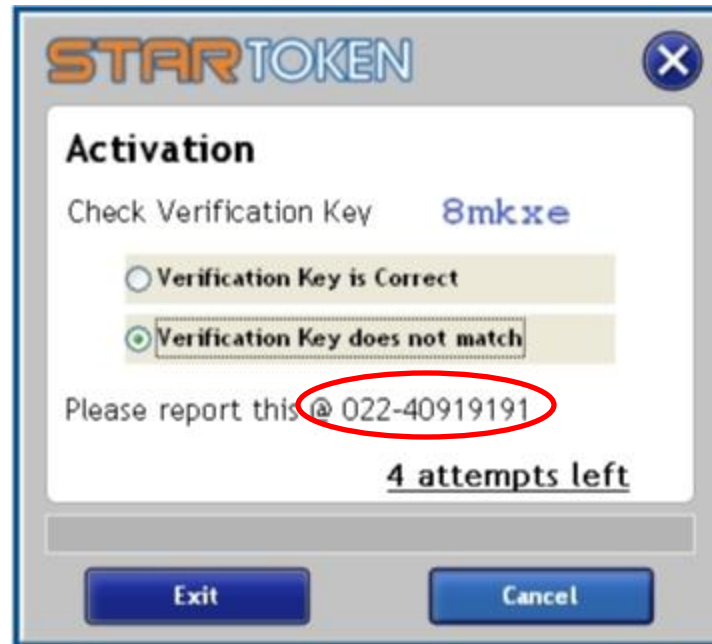 STARTOKEN
Activation
Check Verification Key 8mkxe
Verification Key is Correct
Verification Key does not match
Please report this @ 022-40919191
4 attempts left
Exit Cancel